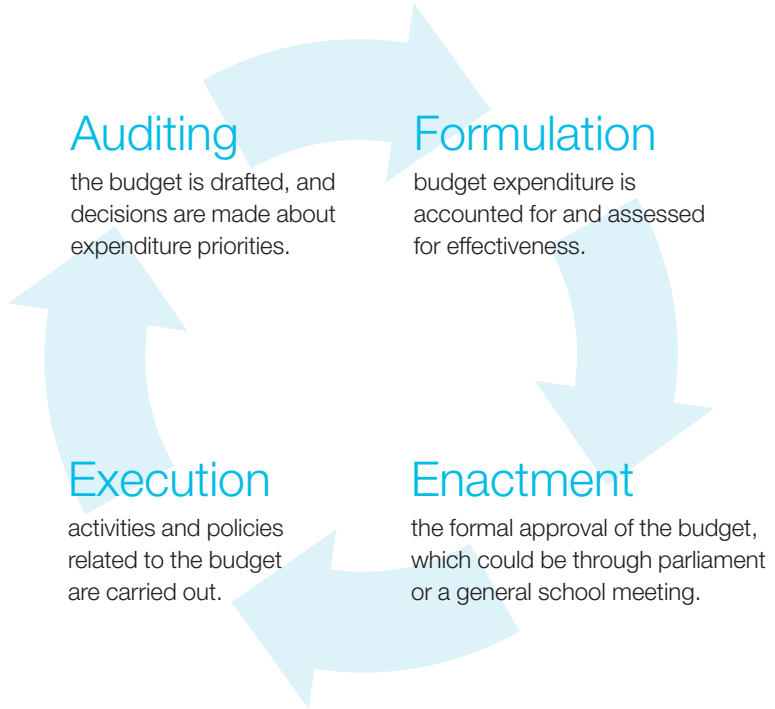 Auditing
the budget is drafted, and
decisions are made about
expenditure priorities.
Formulation
budget expenditure is
accounted for and assessed
for effectiveness.
Execution
activities and policies
related to the budget
are carried out.
Enactment
the formal approval of the budget,
which could be through parliament
or a general school meeting.